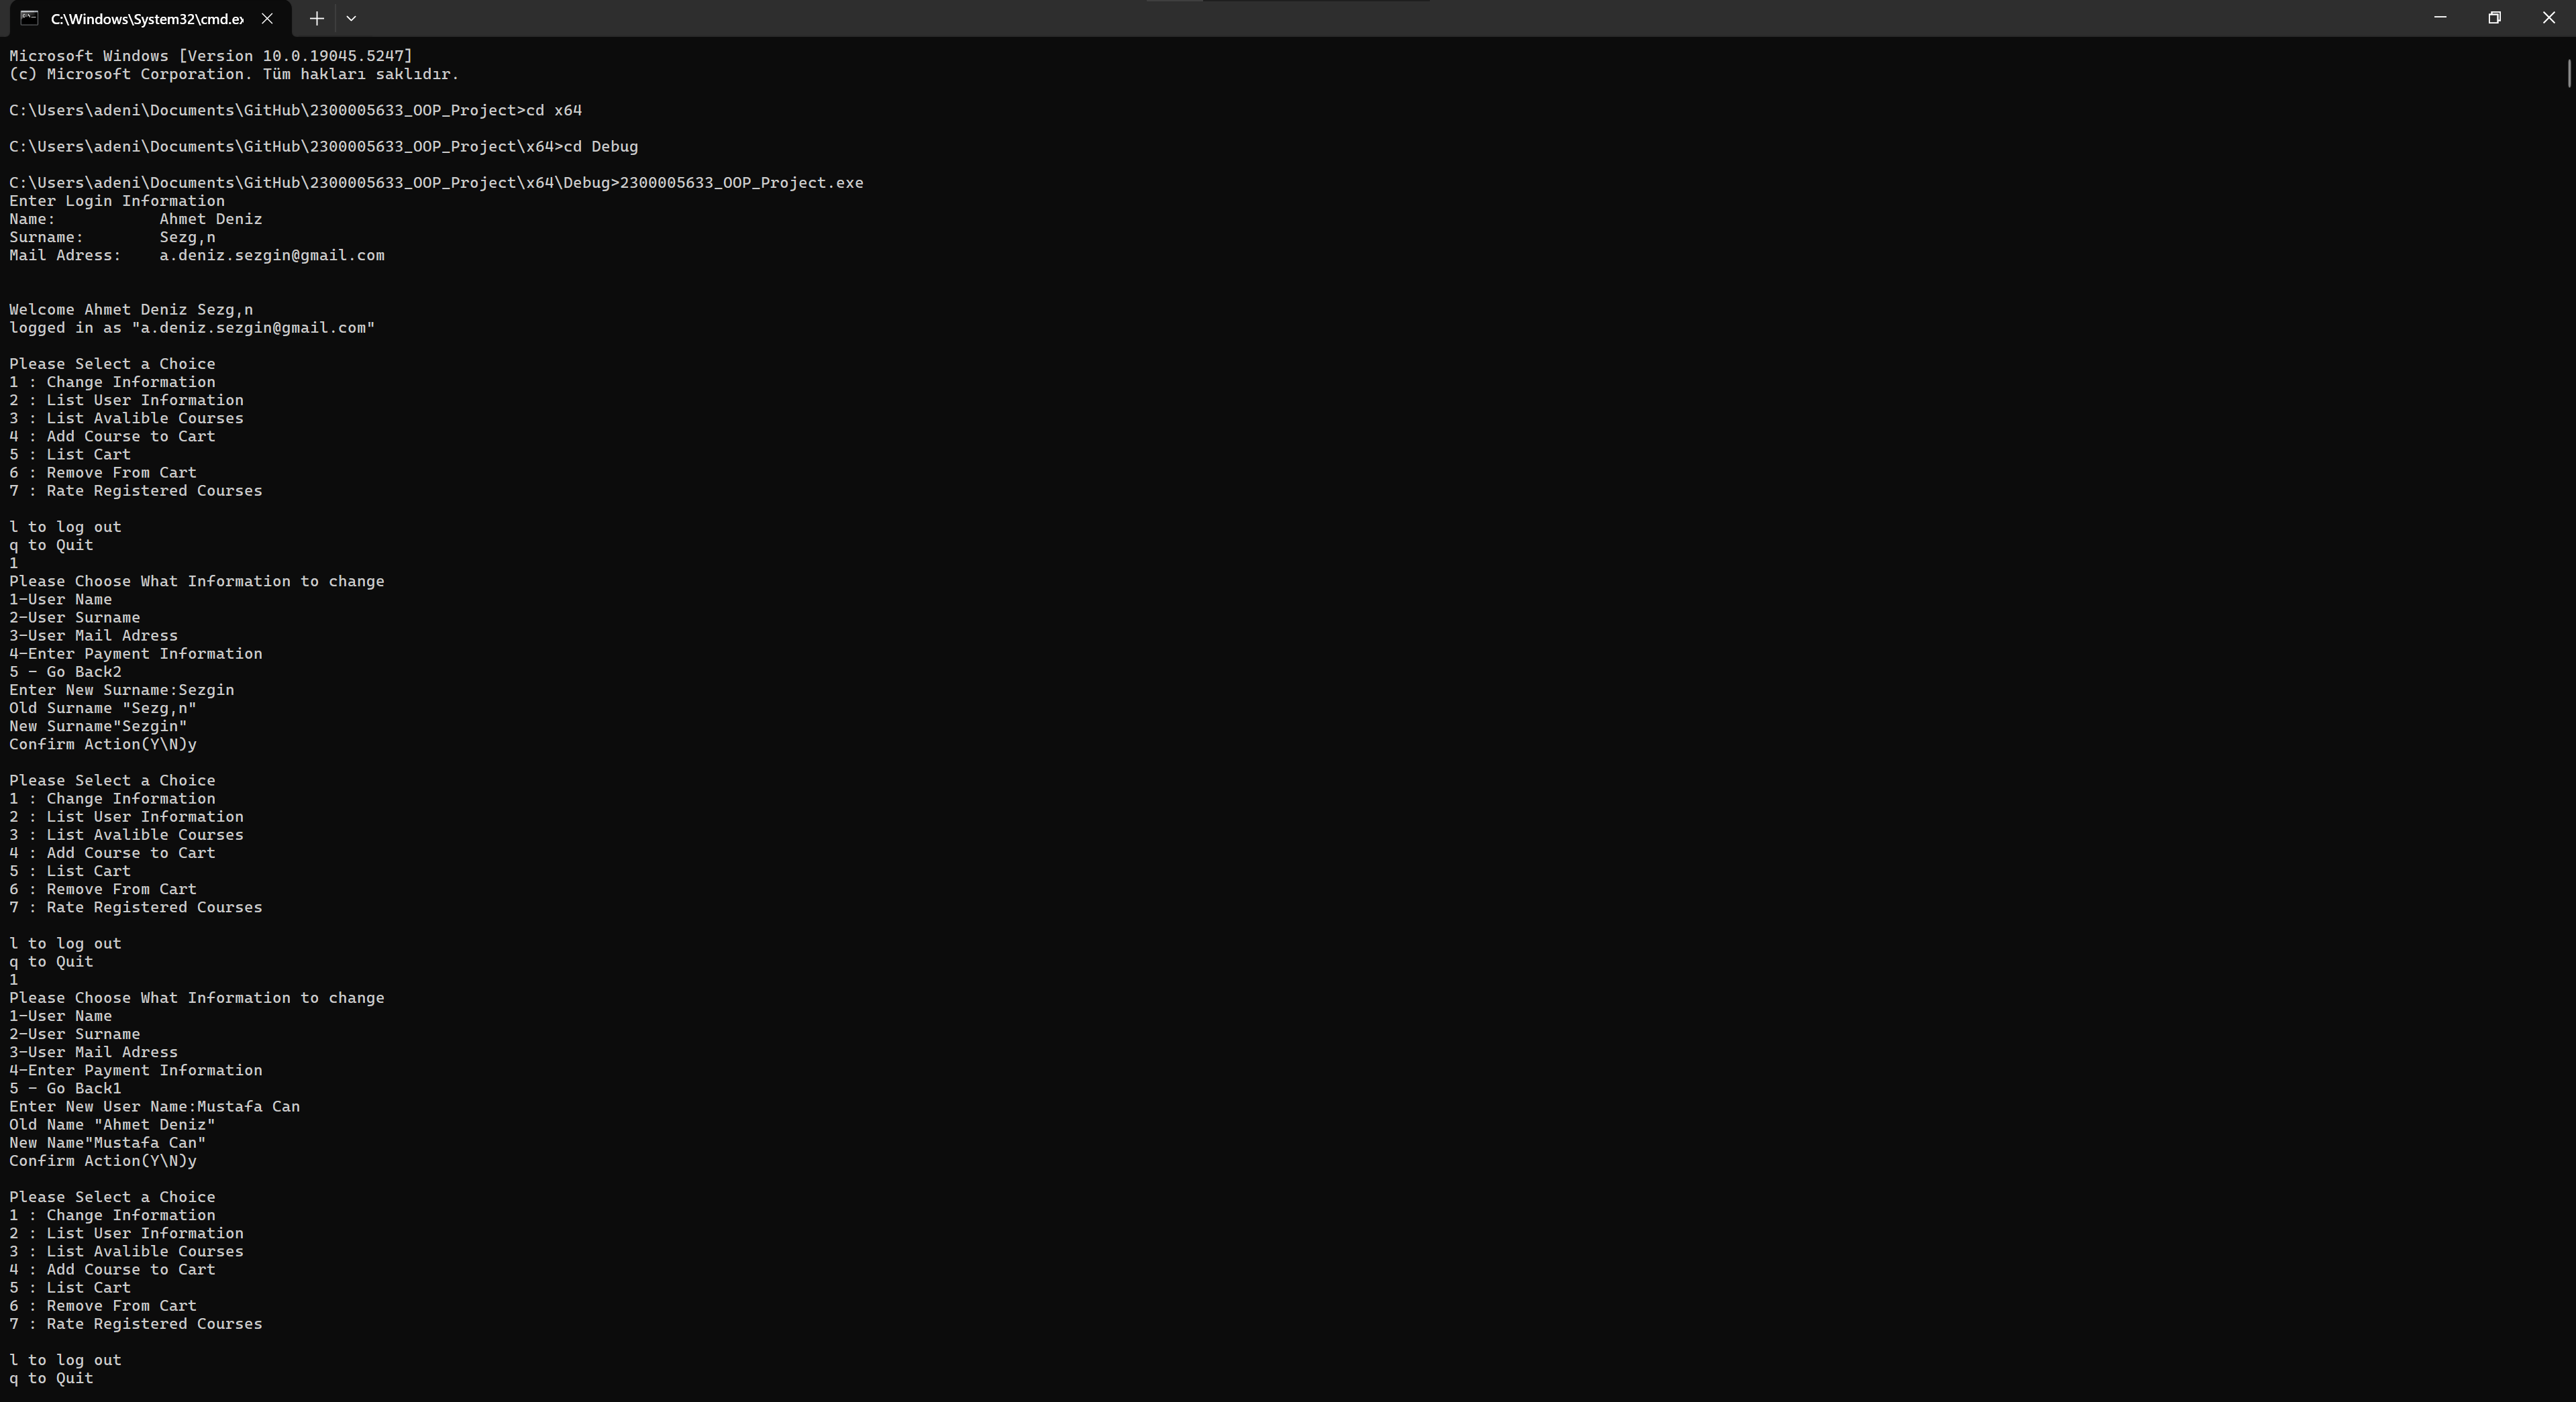 C:\Windows\System32\cmd.ex
Microsoft Windows [Version 10.0.19045.5247]
(c) Microsoft Corporation. Tüm hakları saklıdır.
C:\Users\adeni\Documents\GitHub\2300005633_OOP_Project>cd x64
C:\Users\adeni\Documents\GitHub\2300005633_OOP_Project\x64>cd Debug
C:\Users\adeni\Documents\GitHub\2300005633_OOP_Project\x64\Debug>2300005633_OOP_Project.exe
Enter Login Information
Name:           Ahmet Deniz
Surname:        Sezg,n
Mail Adress:    a.deniz.sezgin@gmail.com
Welcome Ahmet Deniz Sezg,n
logged in as "a.deniz.sezgin@gmail.com"
Please Select a Choice
1 : Change Information
2 : List User Information
3 : List Avalible Courses
4 : Add Course to Cart
5 : List Cart
6 : Remove From Cart
7 : Rate Registered Courses
l to log out
q to Quit
1
Please Choose What Information to change
1-User Name
2-User Surname
3-User Mail Adress
4-Enter Payment Information
5 - Go Back2
Enter New Surname:Sezgin
Old Surname "Sezg,n"
New Surname"Sezgin"
Confirm Action(Y\N)y
Please Select a Choice
1 : Change Information
2 : List User Information
3 : List Avalible Courses
4 : Add Course to Cart
5 : List Cart
6 : Remove From Cart
7 : Rate Registered Courses
l to log out
q to Quit
1
Please Choose What Information to change
1-User Name
2-User Surname
3-User Mail Adress
4-Enter Payment Information
5 - Go Back1
Enter New User Name:Mustafa Can
Old Name "Ahmet Deniz"
New Name"Mustafa Can"
Confirm Action(Y\N)y
Please Select a Choice
1 : Change Information
2 : List User Information
3 : List Avalible Courses
4 : Add Course to Cart
5 : List Cart
6 : Remove From Cart
7 : Rate Registered Courses
l to log out
q to Quit